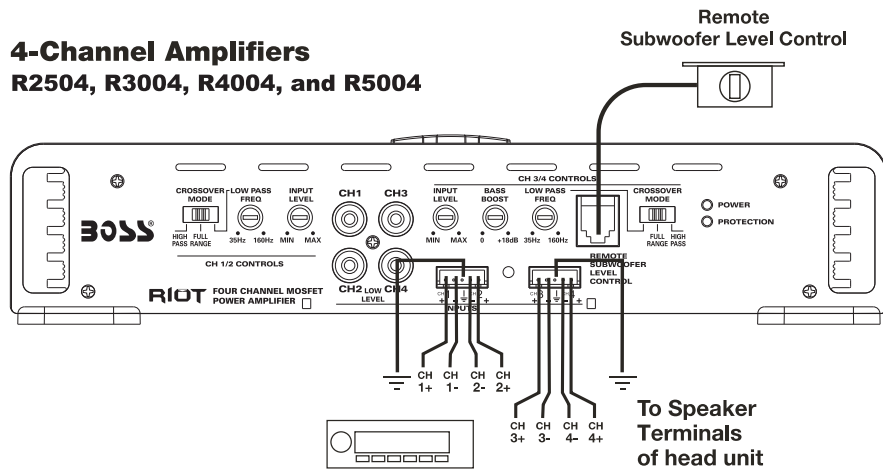 Remote
Subwoofer Level Control
4-Channel Amplifiers
R2504, R3004, R4004, and R5004
CH 3/4 CONTROLS
CROSSOVER MODE
LOW PASS FREQ
INPUT LEVEL
CH1
CH3
INPUT LEVEL
BASS BOOST
LOW PASS FREQ
CROSSOVER MODE
POWER
PROTECTION
BOSS®
HIGH PASS
FULL RANGE
35Hz 160Hz
MIN MAX
MIN MAX
0 +18dB
35Hz 160Hz
FULL RANGE
HIGH PASS
CH 1/2 CONTROLS
REMOTE SUBWOOFER LEVEL CONTROL
CH2
LOW LEVEL
CH4
RIOT
FOUR CHANNEL MOSFET
POWER AMPLIFIER
INPUTS
CH 1+
CH 1-
CH 2-
CH 2+
CH 3+
CH 3-
CH 4-
CH 4+
To Speaker
Terminals
of head unit